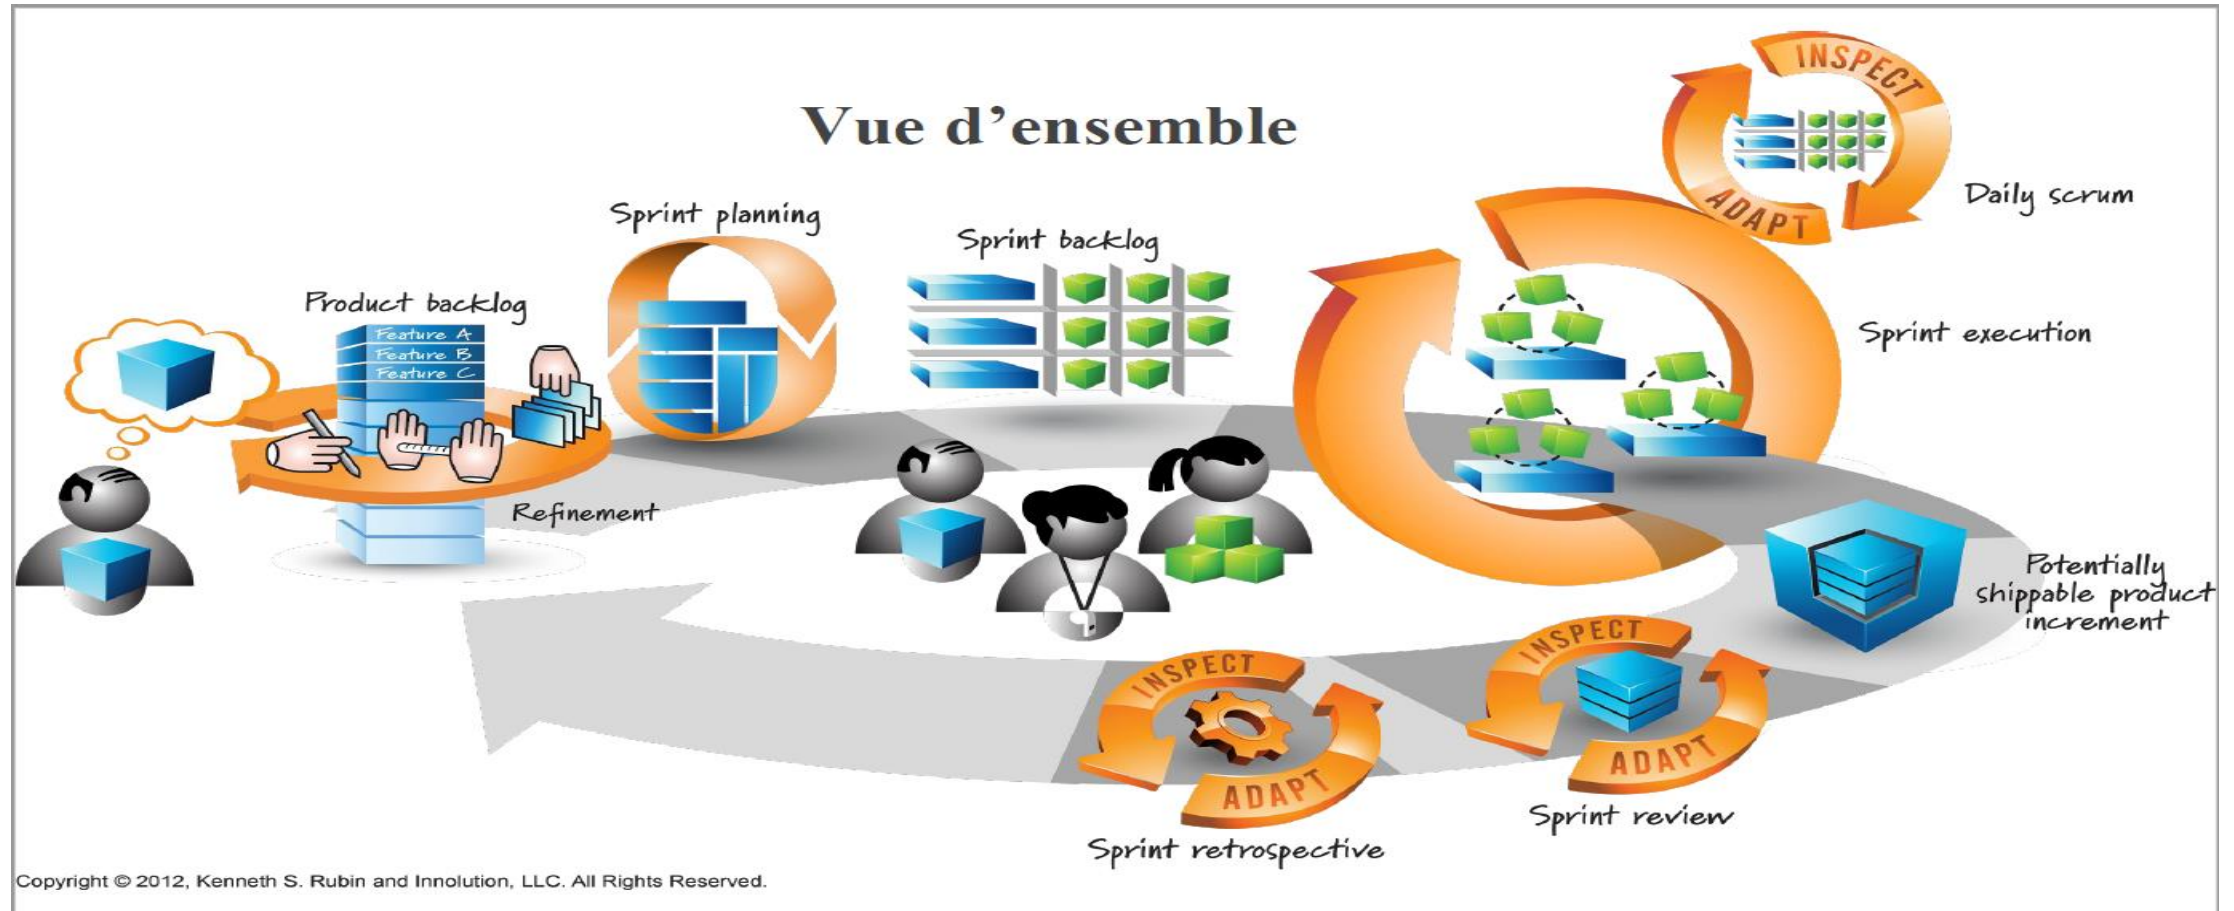 Vue d'ensemble
INSPECT
ADAPT
Daily scrum
Sprint planning
Sprint backlog
Product backlog
Feature A
Feature B
Feature C
Refinement
Sprint execution
Potentially
shippable product
increment
INSPECT
ADAPT
Sprint review
INSPECT
ADAPT
Sprint retrospective
Copyright © 2012, Kenneth S. Rubin and Innolution, LLC. All Rights Reserved.